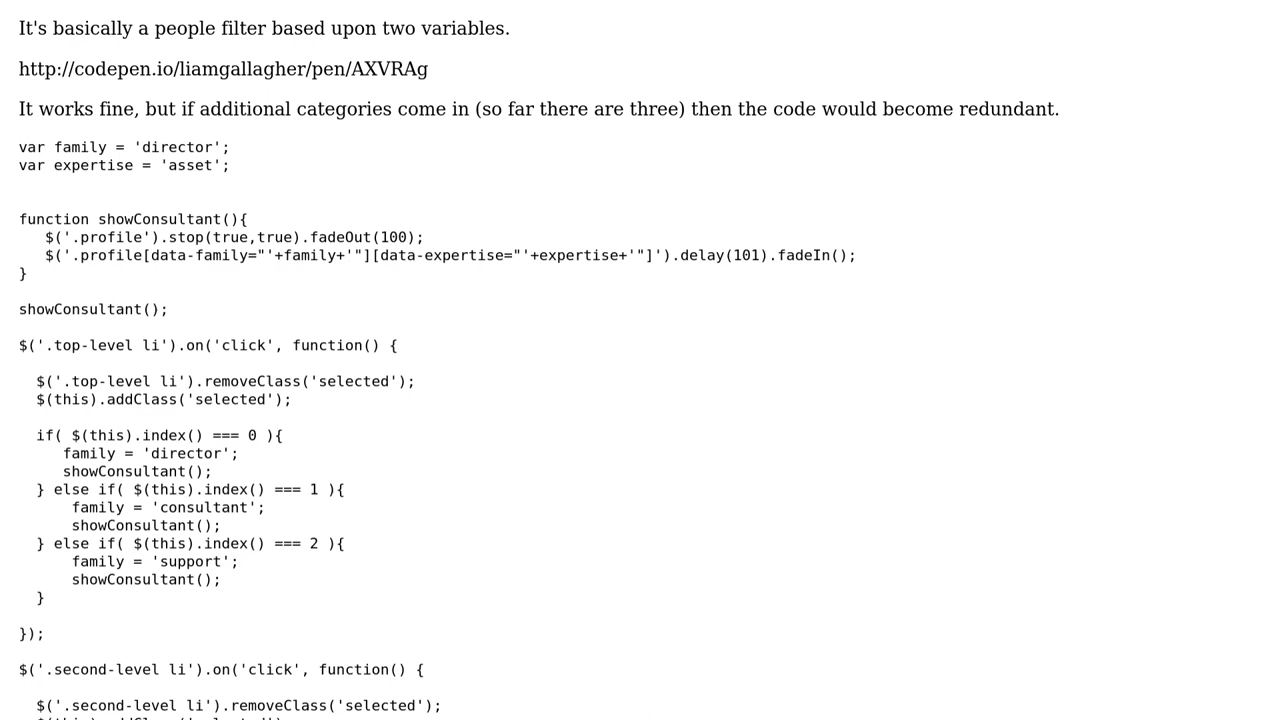 It's basically a people filter based upon two variables.
http://codepen.io/liamgallagher/pen/AXVRAg
It works fine, but if additional categories come in (so far there are three) then the code would become redundant.
var family = 'director';
var expertise = 'asset';
function showConsultant(){
   $('.profile').stop(true,true).fadeOut(100);
   $('.profile[data-family="'+family+'"][data-expertise="'+expertise+'"]').delay(101).fadeIn();
}
showConsultant();
$('.top-level li').on('click', function() {
  $('.top-level li').removeClass('selected');
  $(this).addClass('selected');
  if( $(this).index() === 0 ){
     family = 'director';
     showConsultant();
  } else if( $(this).index() === 1 ){
      family = 'consultant';
      showConsultant();
  } else if( $(this).index() === 2 ){
      family = 'support';
      showConsultant();
  }
});
$('.second-level li').on('click', function() {
  $('.second-level li').removeClass('selected');